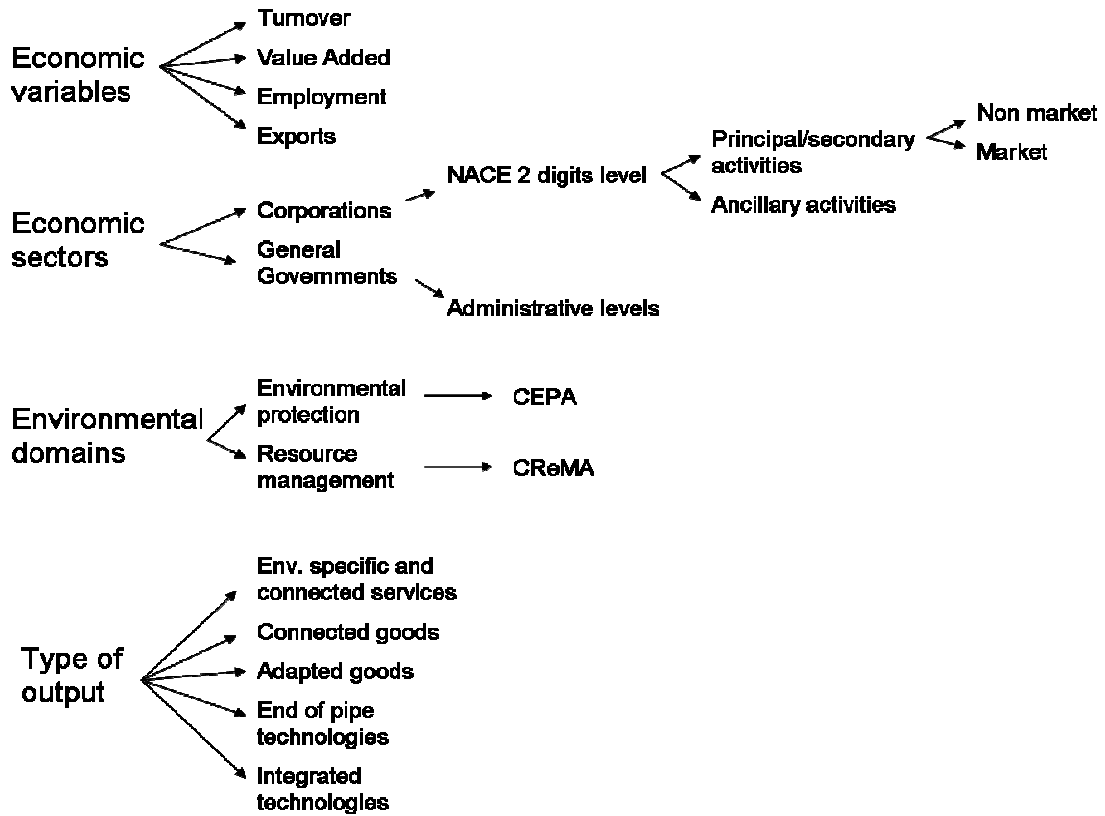 Economic
variables
Turnover
Value Added
Employment
Exports
Economic
sectors
Corporations
General
Governments
NACE 2 digits level
Administrative levels
Principal/secondary
activities
Ancillary activities
Non market
Market
Environmental
domains
Environmental
protection
CEPA
Resource
management
CReMA
Type of
output
Env. specific and
connected services
Connected goods
Adapted goods
End of pipe
technologies
Integrated
technologies